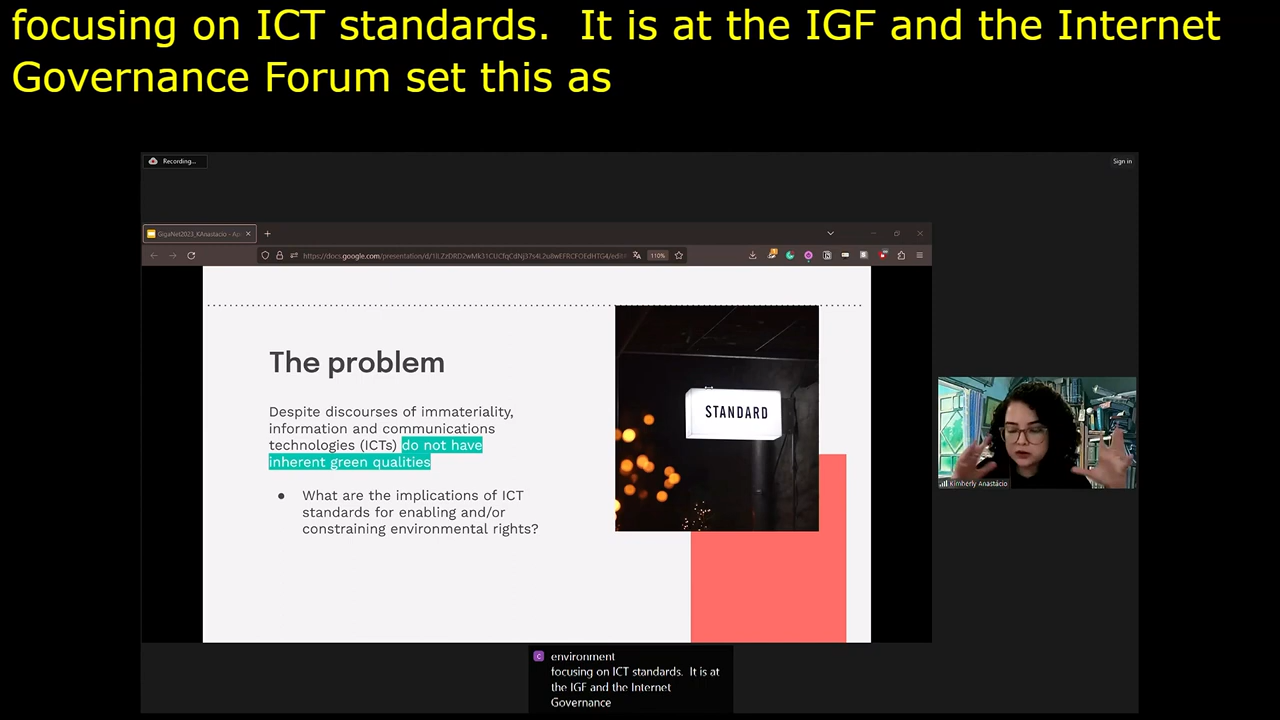 focusing on ICT standards.  It is at the IGF and the Internet
Governance Forum set this as
Recording...
Sign in
GigaNet2023_KAnastacio - Ap
110%
The problem
Despite discourses of immateriality,
information and communications
technologies (ICTs) do not have
inherent green qualities
● What are the implications of ICT
standards for enabling and/or
constraining environmental rights?
STANDARD
Kimberly Anastácio
C environment
focusing on ICT standards.  It is at
the IGF and the Internet
Governance